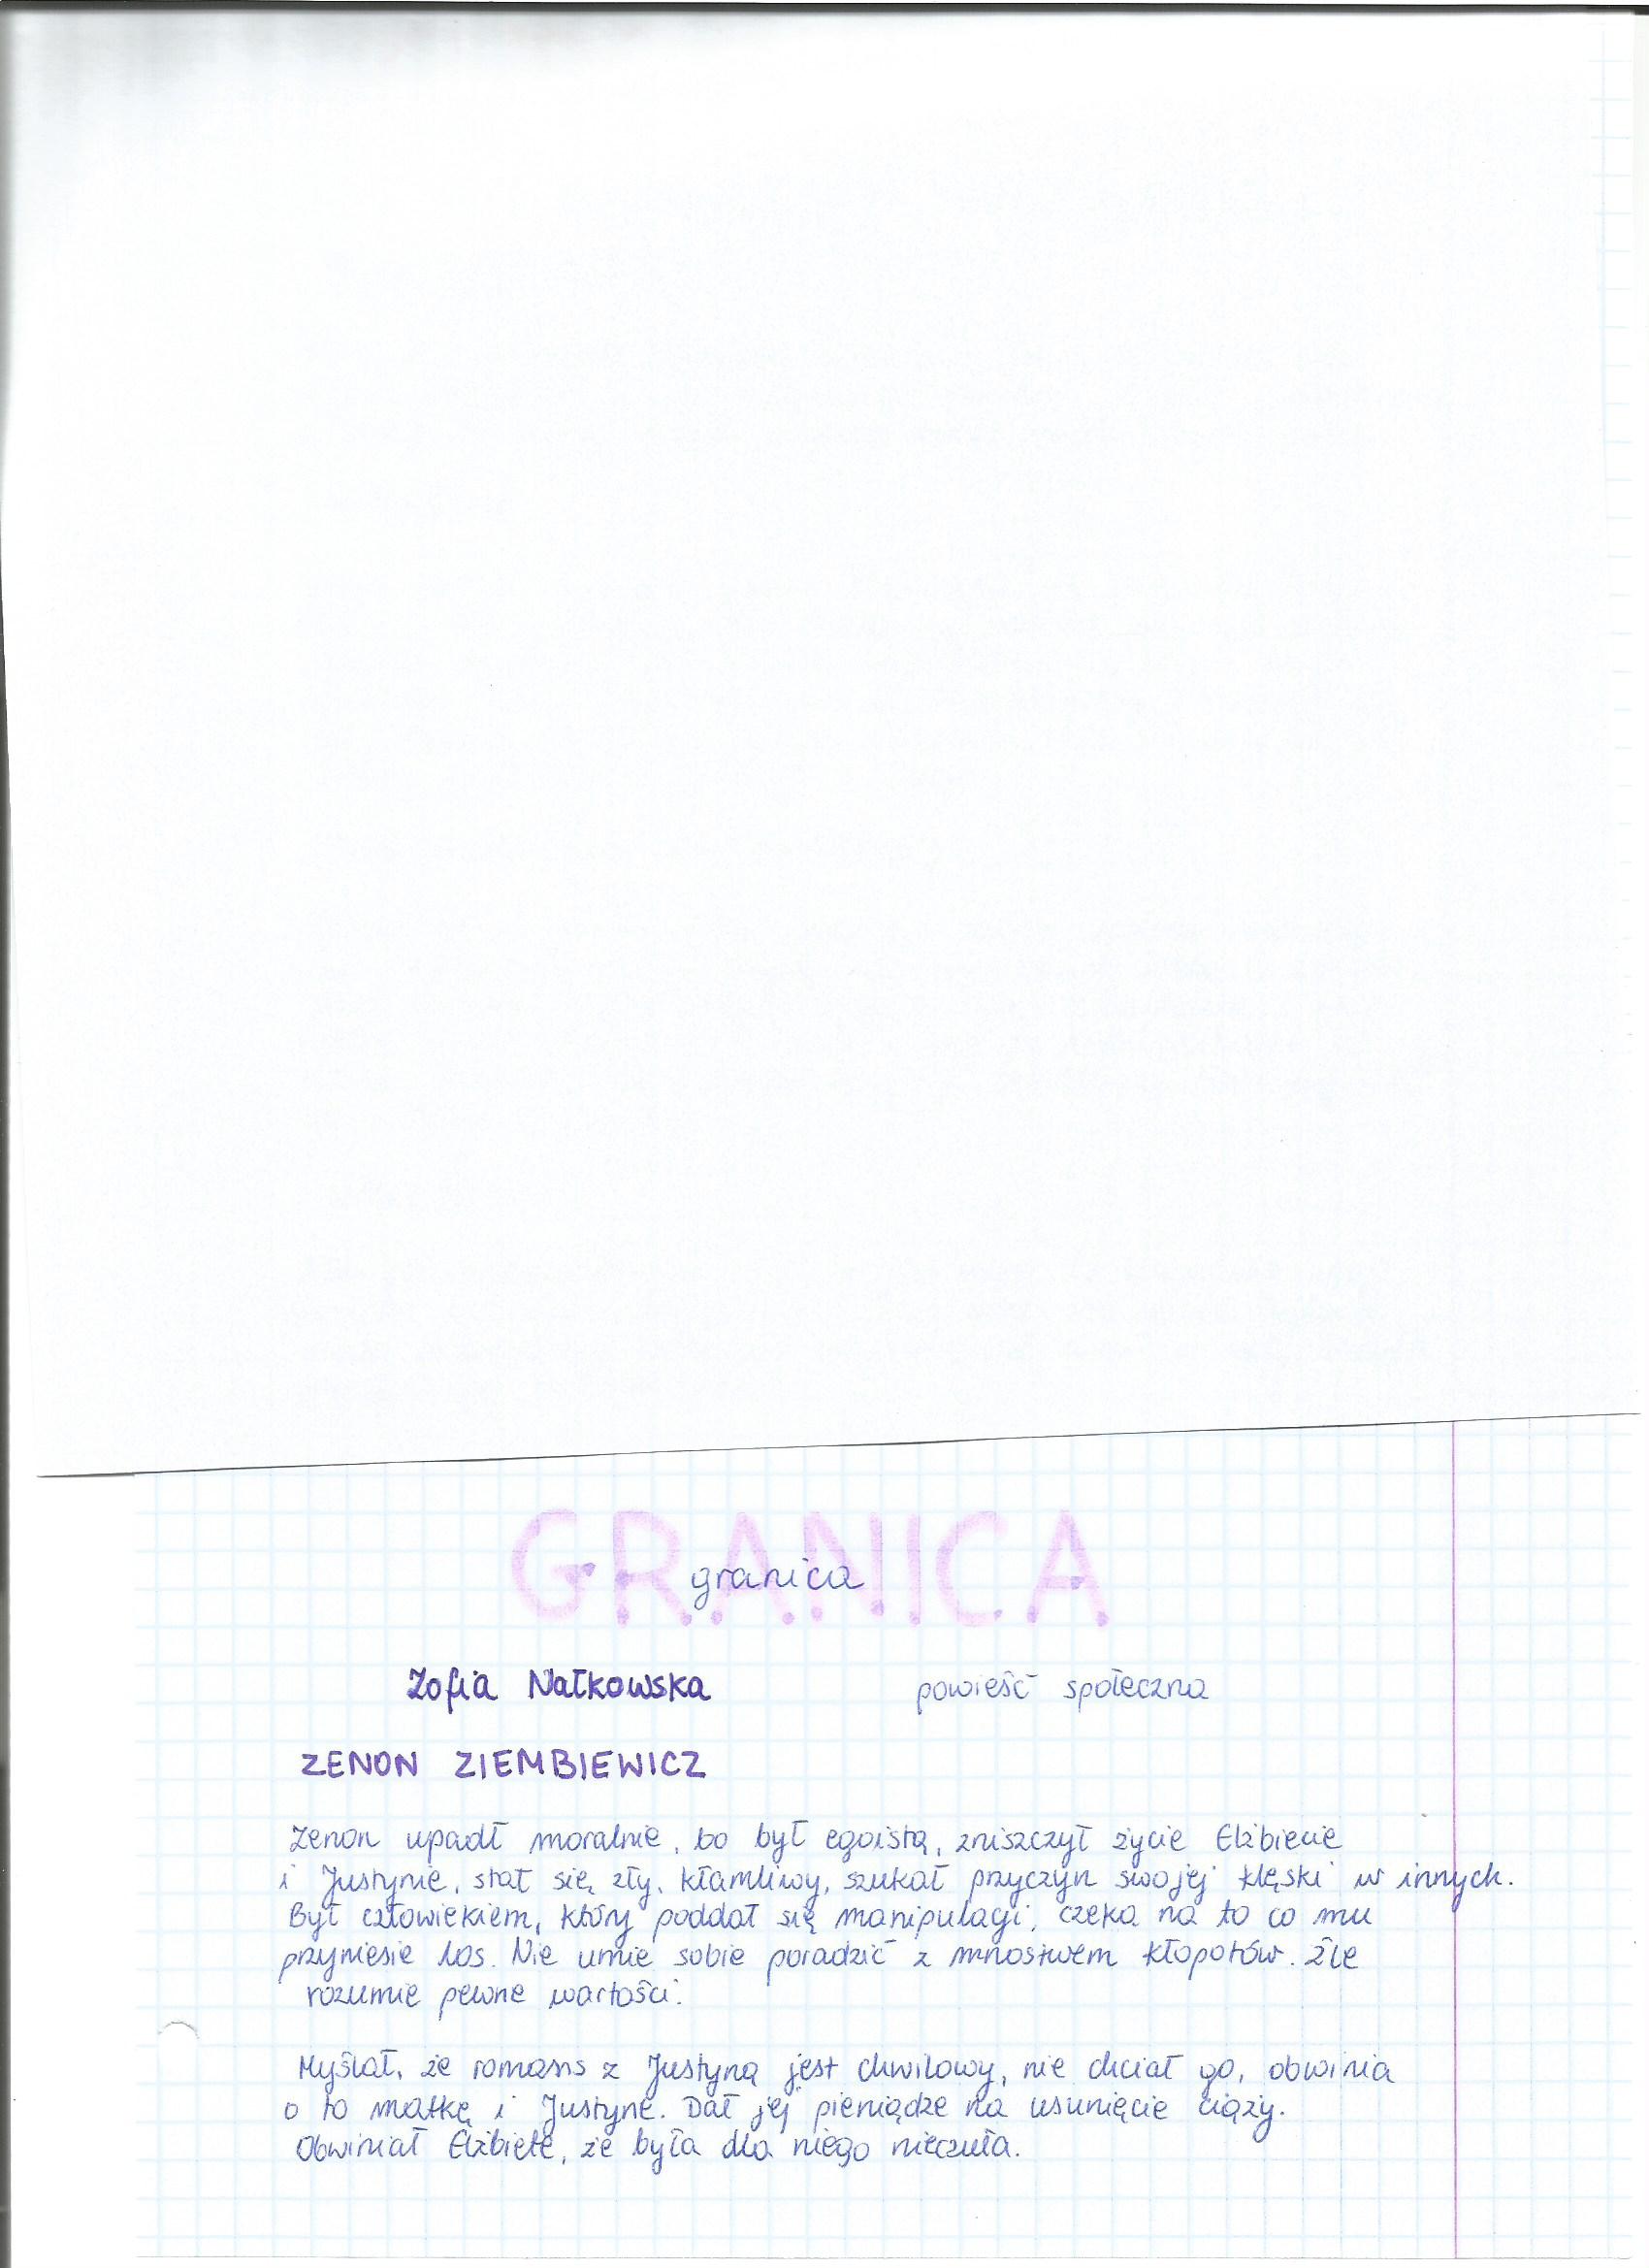 GRANICA
granica
Zofia Nałkowska powieść społeczna
ZENON ZIEMBIEWICZ
Zenon upadł moralnie, bo był egoistą, zniszczył życie Elżbiecie
i Justynie, stał się zły, kłamliwy, szukał przyczyn swojej klęski w innych.
Był człowiekiem, który poddał się manipulacji, czeka na to co mu
przyniesie los. Nie umie sobie poradzić z mnóstwem kłopotów. Źle
rozumie pewne wartości.
Myślał, że romans z Justyną jest chwilowy, nie chciał go, obwinia
o to matkę i Justynę. Dał jej pieniądze na usunięcie ciąży.
Obwiniał Elżbietę, że była dla niego nieczuła.